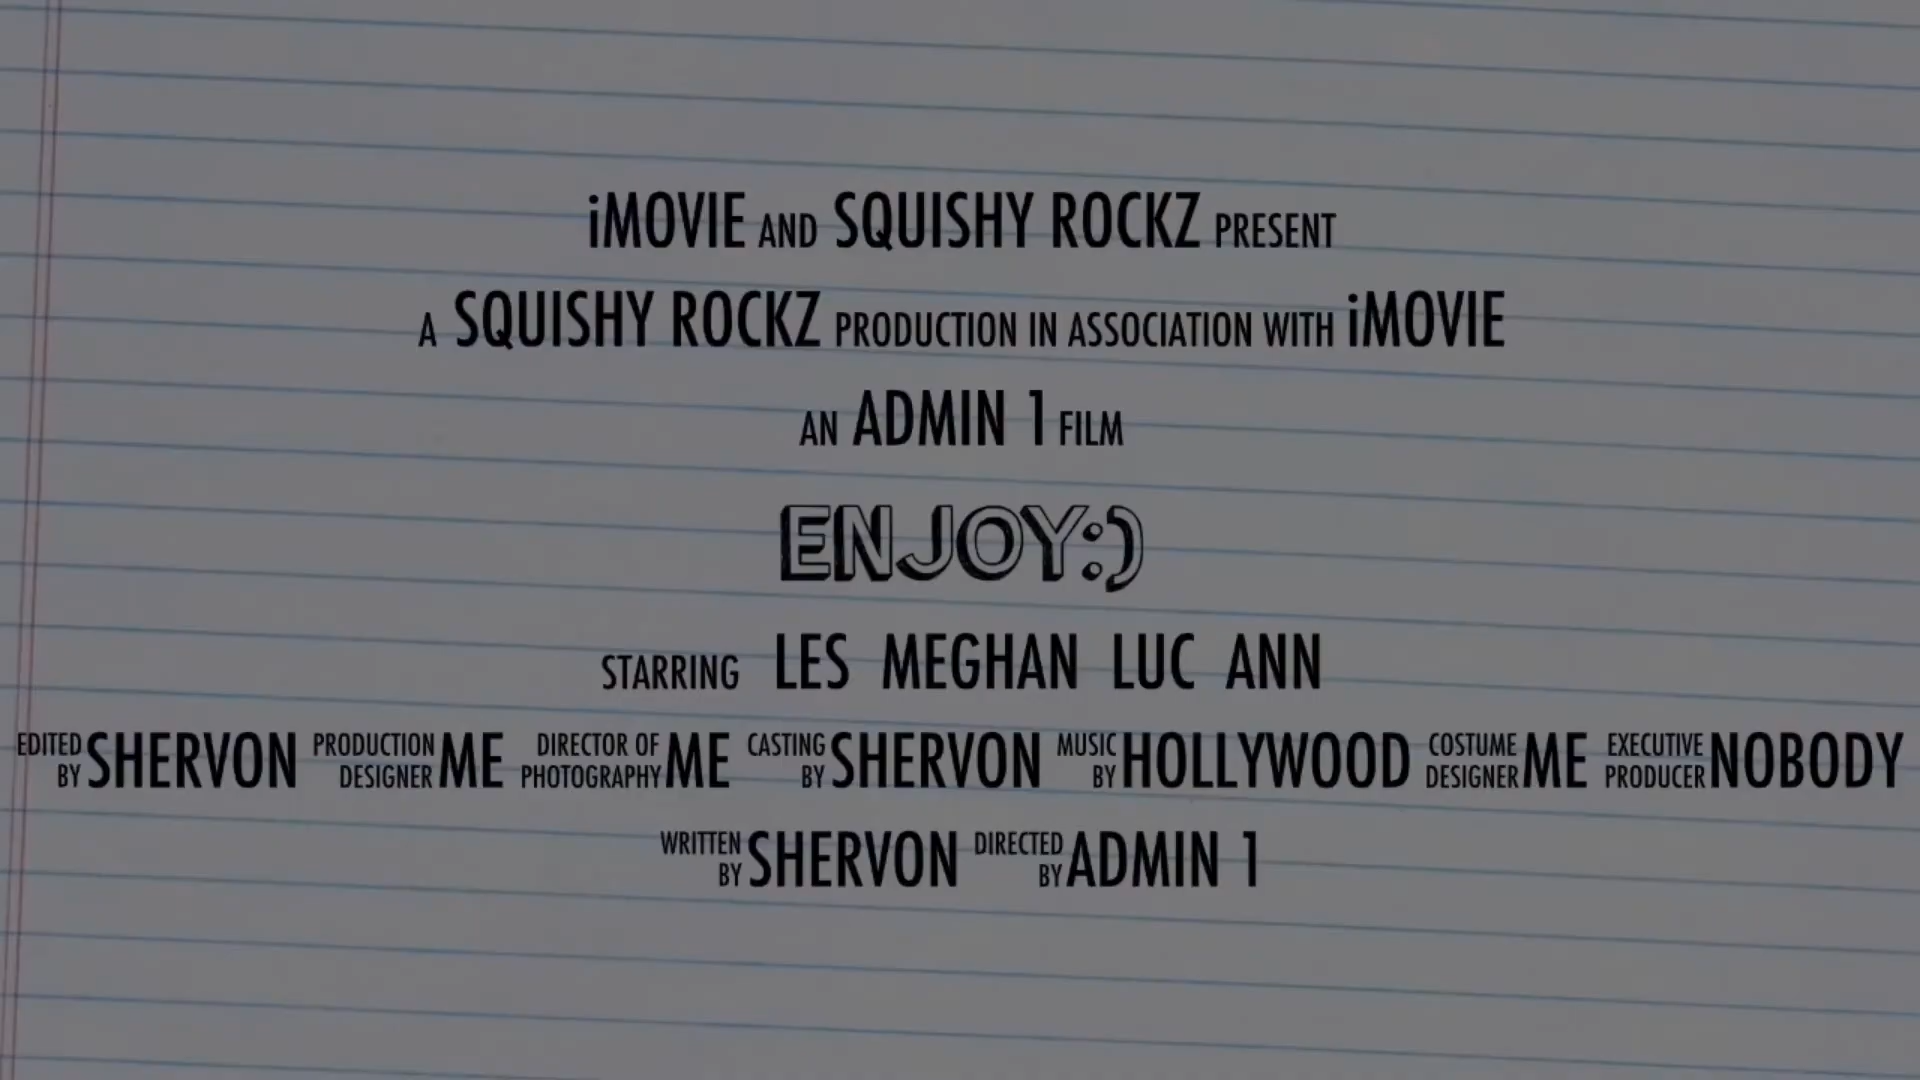 iMOVIE AND SQUISHY ROCKZ PRESENT
A SQUISHY ROCKZ PRODUCTION IN ASSOCIATION WITH iMOVIE
AN ADMIN 1 FILM
ENJOY:)
STARRING LES MEGHAN LUC ANN
EDITED BY SHERVON PRODUCTION DESIGNER ME DIRECTOR OF PHOTOGRAPHY ME CASTING BY SHERVON MUSIC BY HOLLYWOOD COSTUME DESIGNER ME EXECUTIVE PRODUCER NOBODY
WRITTEN BY SHERVON DIRECTED BY ADMIN 1